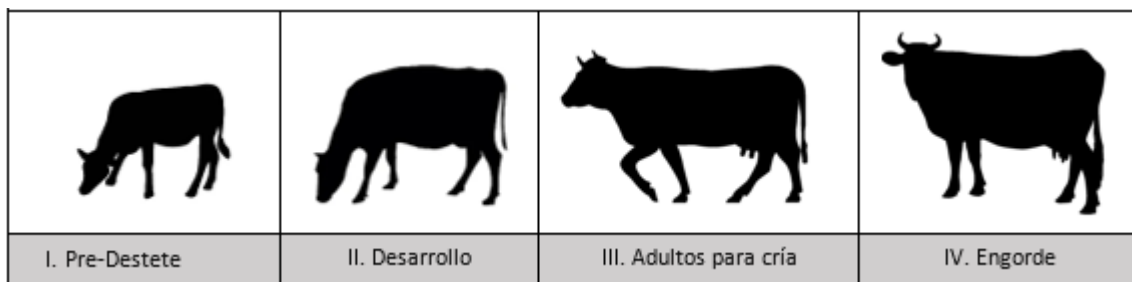 I. Pre-Destete
II. Desarrollo
III. Adultos para cría
IV. Engorde